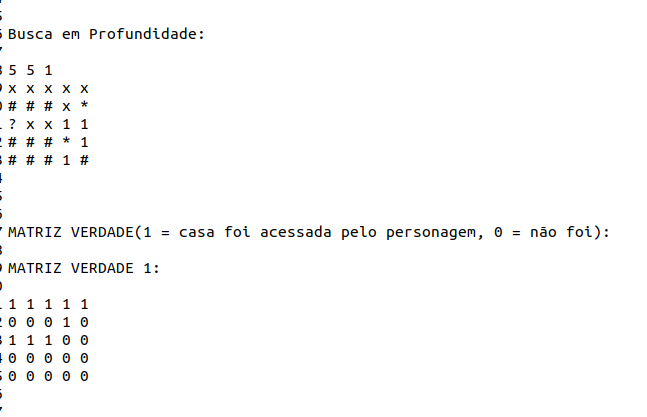 Busca em Profundidade:
5 5 1
x x x x x
# # # x *
? x x 1 1
# # # * 1
# # # 1 #
MATRIZ VERDADE(1 = casa foi acessada pelo personagem, 0 = não foi):
MATRIZ VERDADE 1:
1 1 1 1 1
0 0 0 1 0
1 1 1 0 0
0 0 0 0 0
0 0 0 0 0